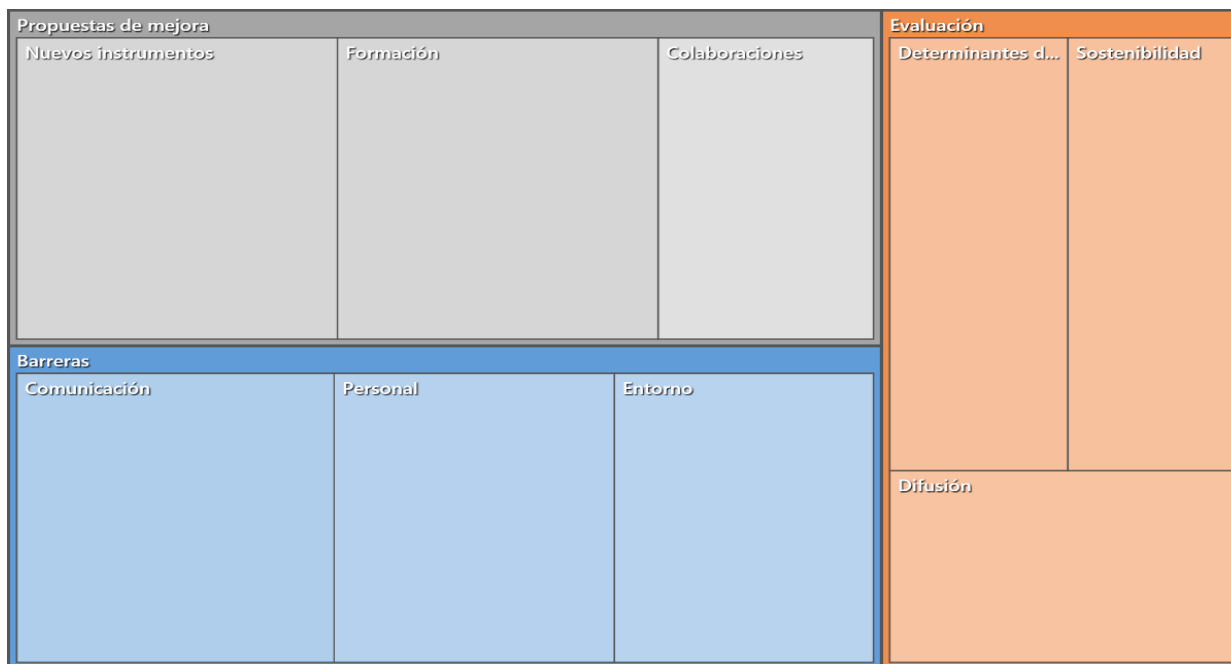 Propuestas de mejora
Nuevos instrumentos
Formación
Colaboraciones
Barreras
Comunicación
Personal
Entorno
Evaluación
Determinantes d...
Sostenibilidad
Difusión